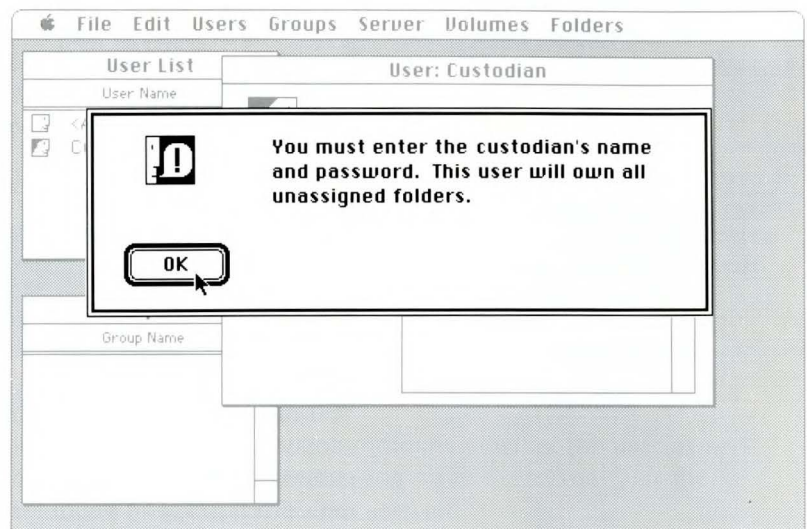 File Edit Users Groups Server Volumes Folders
User List
User: Custodian
User Name
You must enter the custodian's name
and password. This user will own all
unassigned folders.
OK
Group Name